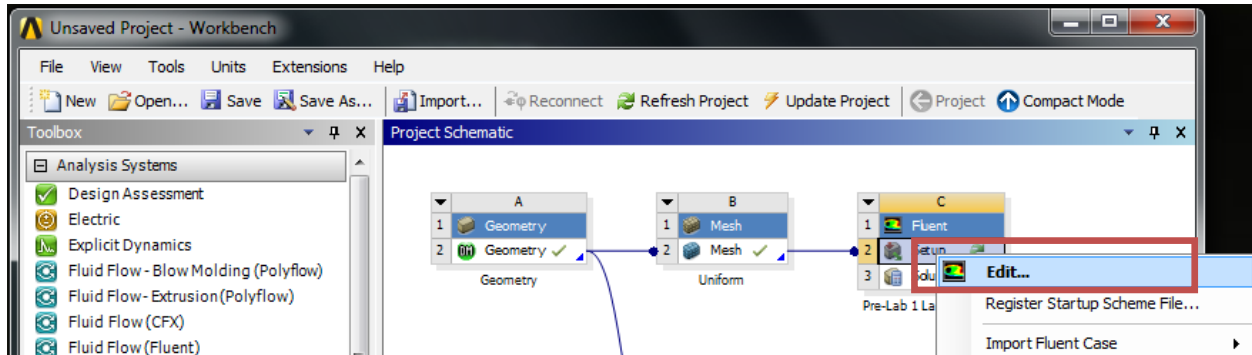 Unsaved Project - Workbench
File View Tools Units Extensions Help
New Open... Save Save As... Import... Reconnect Refresh Project Update Project Project Compact Mode
Toolbox
Project Schematic
Analysis Systems
Design Assessment
Electric
Explicit Dynamics
Fluid Flow - Blow Molding (Polyflow)
Fluid Flow - Extrusion (Polyflow)
Fluid Flow (CFX)
Fluid Flow (Fluent)
A
1 Geometry
2 Geometry
Geometry
B
1 Mesh
2 Mesh
Uniform
C
1 Fluent
2 Setup
3 Solu
Pre-Lab 1 La
Edit...
Register Startup Scheme File...
Import Fluent Case